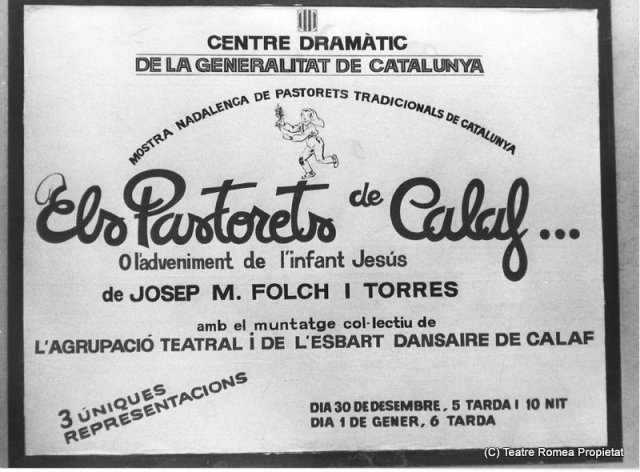 CENTRE DRAMÀTIC
DE LA GENERALITAT DE CATALUNYA
MOSTRA NADALENCA DE PASTORETS TRADICIONALS DE CATALUNYA
Els Pastorets de Calaf...
O l'adveniment de l'infant Jesús
de JOSEP M. FOLCH I TORRES
amb el muntatge col·lectiu de
L'AGRUPACIÓ TEATRAL i DE L'ESBART DANSAIRE DE CALAF
3 ÚNIQUES
REPRESENTACIONS
DIA 30 DE DESEMBRE, 5 TARDA I 10 NIT
DIA 1 DE GENER, 6 TARDA
(C) Teatre Romea Propietat